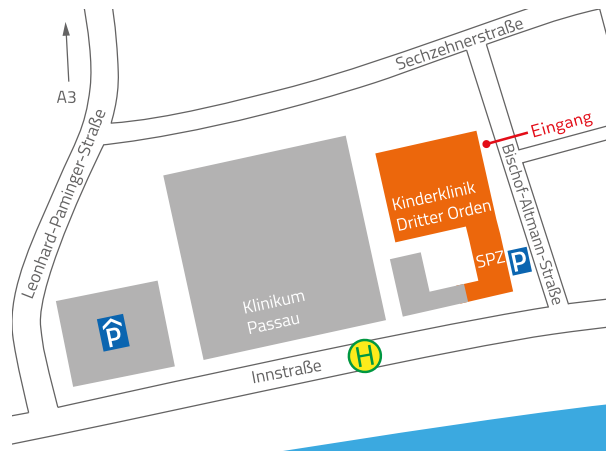 Sechzehnerstraße
A3
Eingang
Leonhard-Paminger-Straße
Bischof-Altmann-Straße
Kinderklinik
Dritter Orden
SPZ
P
Klinikum
Passau
P
H
Innstraße